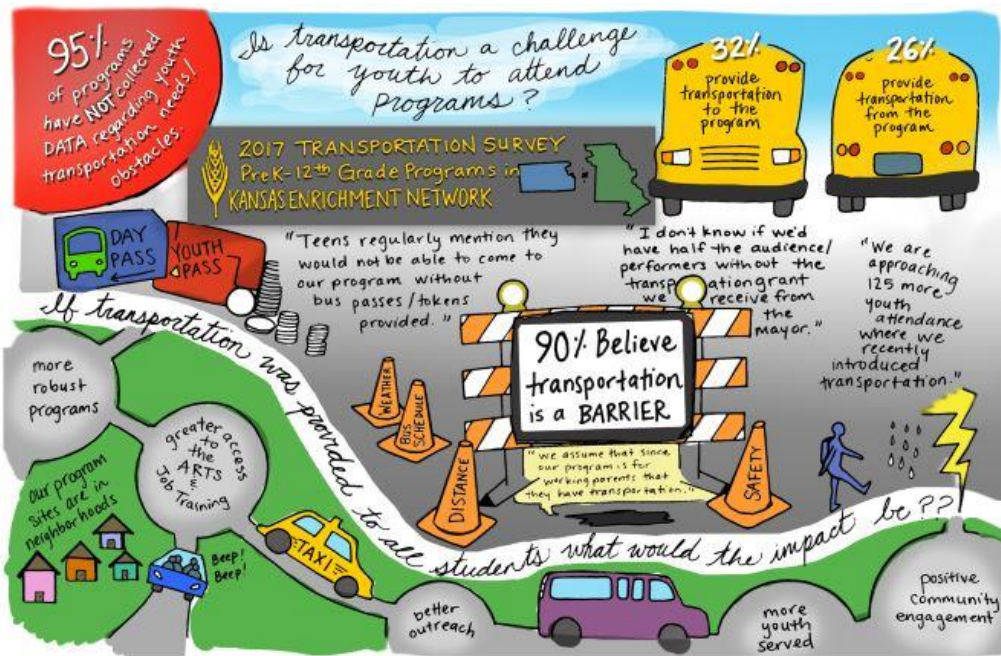 95%
of programs
have NOT collected
DATA regarding youth
transportation needs/
obstacles.
Is transportation a challenge
for youth to attend
programs?
32%
provide
transportation
to the
program
26%
provide
transportation
from the
program
2017 TRANSPORTATION SURVEY
PreK-12th Grade Programs in
KANSAS ENRICHMENT NETWORK
DAY
PASS
YOUTH
PASS
"Teens regularly mention they
would not be able to come to
our program without
bus passes/tokens
provided."
"I don't know if we'd
have half the audience/
performers without the
transportation grant
we receive from
the
mayor."
"We are
approaching
125 more
youth
attendance
where we
recently
introduced
transportation."
90% Believe
transportation
is a BARRIER
WEATHER
BUS
SCHEDULE
DISTANCE
SAFETY
"we assume that since
our program is for
working parents that
they have transportation."
If transportation was provided to all students what would the impact be??
more
robust
programs
greater access
to
the
ARTS
&
Job Training
our program
sites are in
neighborhoods
Beep!
Beep!
TAXI
better
outreach
more
youth
served
positive
community
engagement